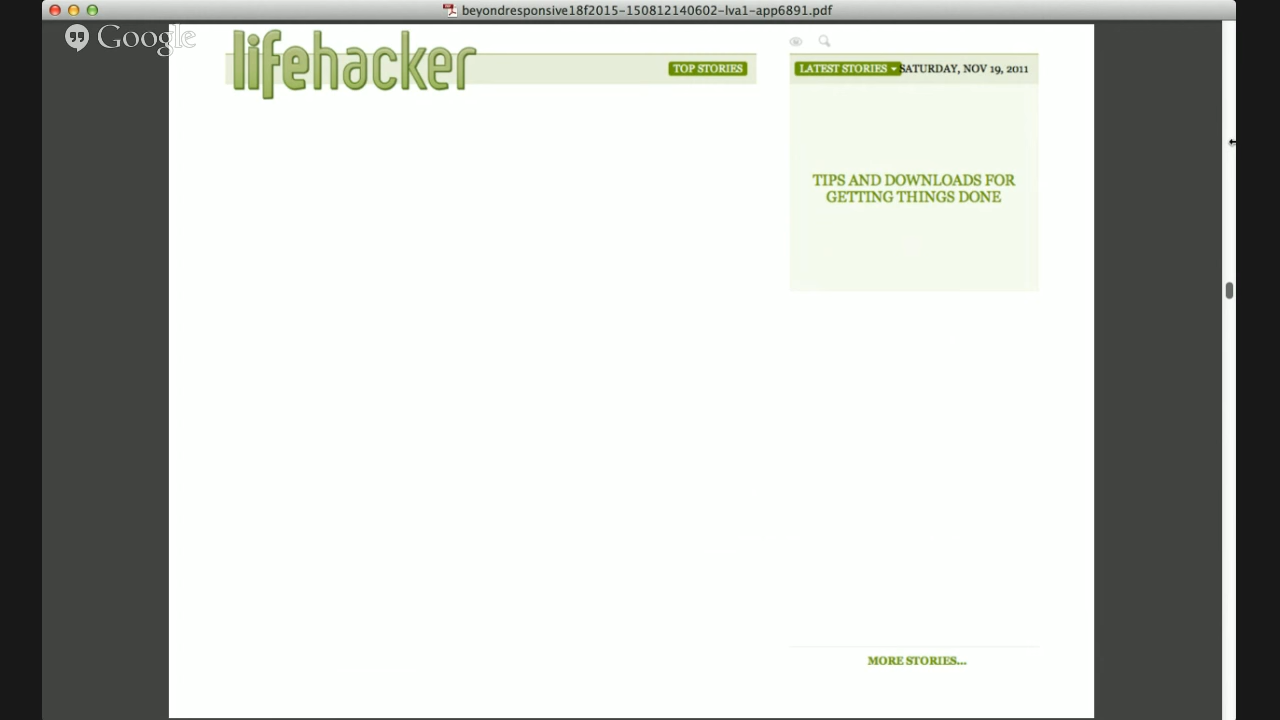 beyondresponsive18f2015-150812140602-lva1-app6891.pdf
Google
lifehacker
TOP STORIES
LATEST STORIES
SATURDAY, NOV 19, 2011
TIPS AND DOWNLOADS FOR
GETTING THINGS DONE
MORE STORIES...